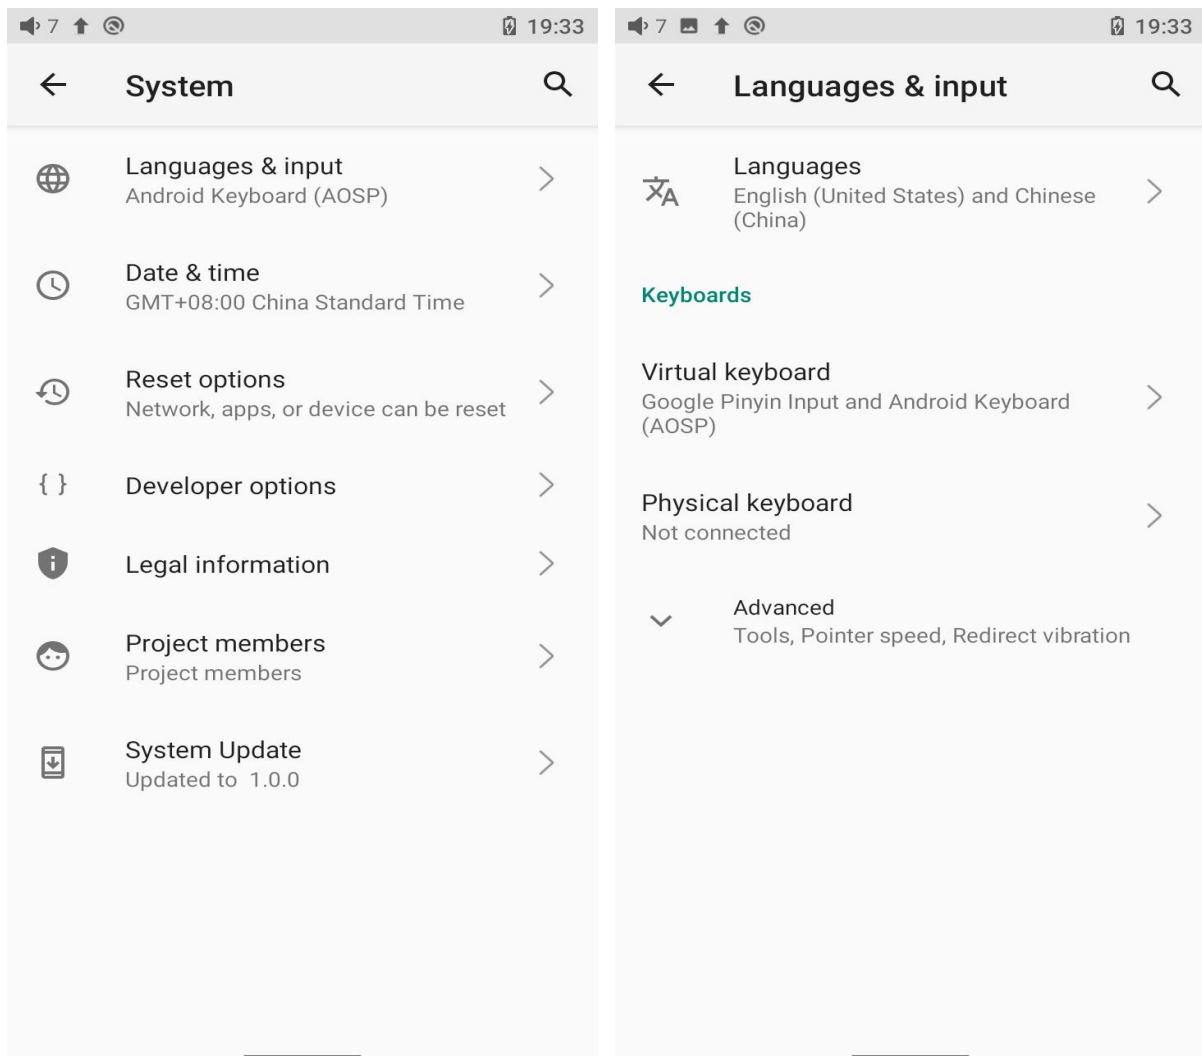 7
19:33
System
Languages & input
Android Keyboard (AOSP)
Date & time
GMT+08:00 China Standard Time
Reset options
Network, apps, or device can be reset
{ }
Developer options
Legal information
Project members
Project members
System Update
Updated to  1.0.0
7
19:33
Languages & input
Languages
English (United States) and Chinese
(China)
Keyboards
Virtual keyboard
Google Pinyin Input and Android Keyboard
(AOSP)
Physical keyboard
Not connected
Advanced
Tools, Pointer speed, Redirect vibration